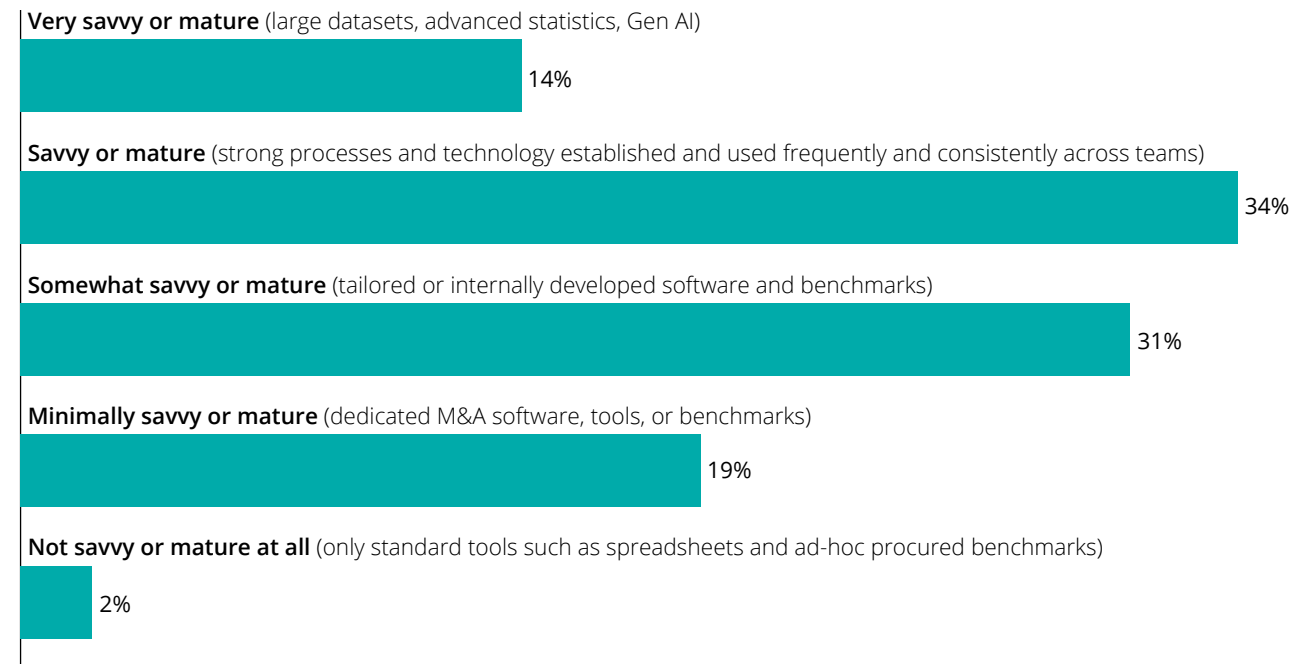 Very savvy or mature (large datasets, advanced statistics, Gen AI)
14%
Savvy or mature (strong processes and technology established and used frequently and consistently across teams)
34%
Somewhat savvy or mature (tailored or internally developed software and benchmarks)
31%
Minimally savvy or mature (dedicated M&A software, tools, or benchmarks)
19%
Not savvy or mature at all (only standard tools such as spreadsheets and ad-hoc procured benchmarks)
2%